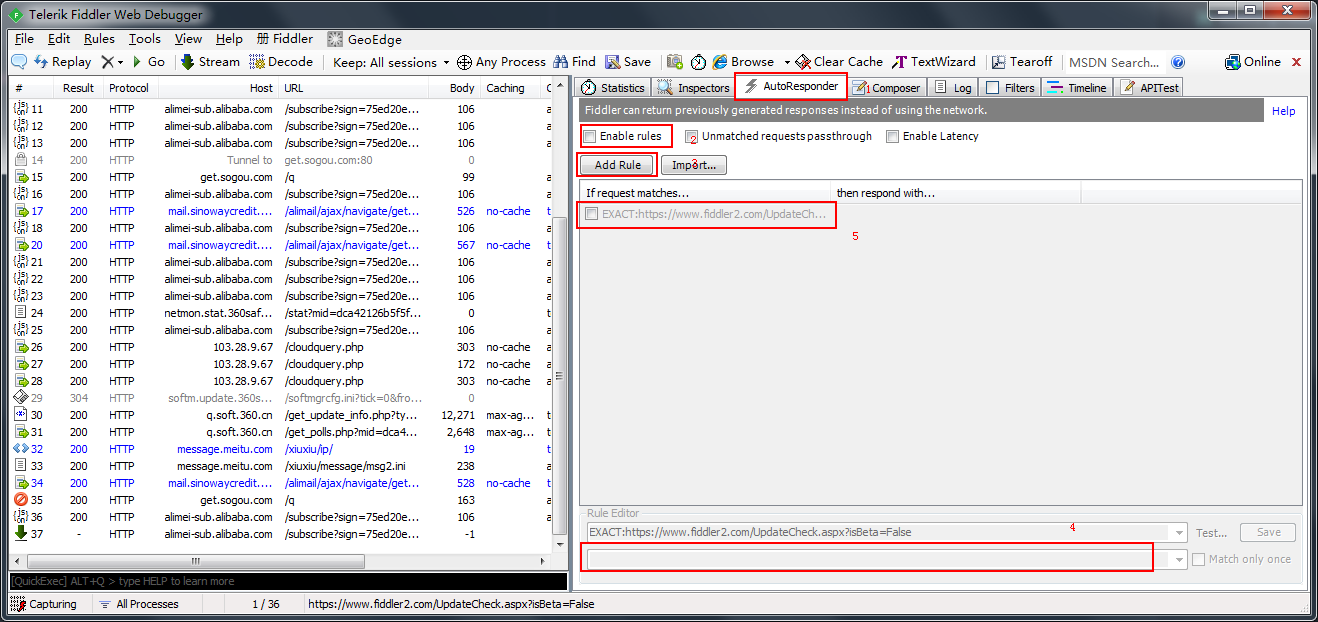 Telerik Fiddler Web Debugger
File Edit Rules Tools View Help 册 Fiddler GeoEdge
Replay Go Stream Decode Keep: All sessions Any Process Find Save Browse Clear Cache TextWizard Tearoff MSDN Search... Online
# Result Protocol Host URL Body Caching C
11 200 HTTP alimei-sub.alibaba.com /subscribe?sign=75ed20e... 106 a
12 200 HTTP alimei-sub.alibaba.com /subscribe?sign=75ed20e... 106 a
13 200 HTTP alimei-sub.alibaba.com /subscribe?sign=75ed20e... 106 a
14 200 HTTP Tunnel to get.sogou.com:80 0
15 200 HTTP get.sogou.com /q 99 a
16 200 HTTP alimei-sub.alibaba.com /subscribe?sign=75ed20e... 106 a
17 200 HTTP mail.sinowaycredit.... /alimail/ajax/navigate/get... 526 no-cache t
18 200 HTTP alimei-sub.alibaba.com /subscribe?sign=75ed20e... 106 a
20 200 HTTP mail.sinowaycredit.... /alimail/ajax/navigate/get... 567 no-cache t
21 200 HTTP alimei-sub.alibaba.com /subscribe?sign=75ed20e... 106 a
22 200 HTTP alimei-sub.alibaba.com /subscribe?sign=75ed20e... 106 a
23 200 HTTP alimei-sub.alibaba.com /subscribe?sign=75ed20e... 106 a
24 200 HTTP netmon.stat.360saf... /stat?mid=dca42126b5f5f... 0 t
25 200 HTTP alimei-sub.alibaba.com /subscribe?sign=75ed20e... 106 a
26 200 HTTP 103.28.9.67 /cloudquery.php 303 no-cache a
27 200 HTTP 103.28.9.67 /cloudquery.php 172 no-cache a
28 200 HTTP 103.28.9.67 /cloudquery.php 303 no-cache a
29 304 HTTP softm.update.360s... /softmgrcfg.ini?tick=0&fro... 0 a
30 200 HTTP q.soft.360.cn /get_update_info.php?ty... 12,271 max-ag... t
31 200 HTTP q.soft.360.cn /get_polls.php?mid=dca4... 2,648 max-ag... t
32 200 HTTP message.meitu.com /xiuxiu/ip/ 19 t
33 200 HTTP message.meitu.com /xiuxiu/message/msg2.ini 238 a
34 200 HTTP mail.sinowaycredit.... /alimail/ajax/navigate/get... 528 no-cache t
35 200 HTTP get.sogou.com /q 163 a
36 200 HTTP alimei-sub.alibaba.com /subscribe?sign=75ed20e... 106 a
37 - HTTP alimei-sub.alibaba.com /subscribe?sign=75ed20e... -1
[QuickExec] ALT+Q > type HELP to learn more
Statistics Inspectors AutoResponder 1 Composer Log Filters Timeline APITest
Fiddler can return previously generated responses instead of using the network. Help
Enable rules 2 Unmatched requests passthrough Enable Latency
Add Rule Import... 3
If request matches... then respond with...
EXACT:https://www.fiddler2.com/UpdateCh...
5
Rule Editor
4
EXACT:https://www.fiddler2.com/UpdateCheck.aspx?isBeta=False Test... Save
Match only once
Capturing All Processes 1 / 36 https://www.fiddler2.com/UpdateCheck.aspx?isBeta=False